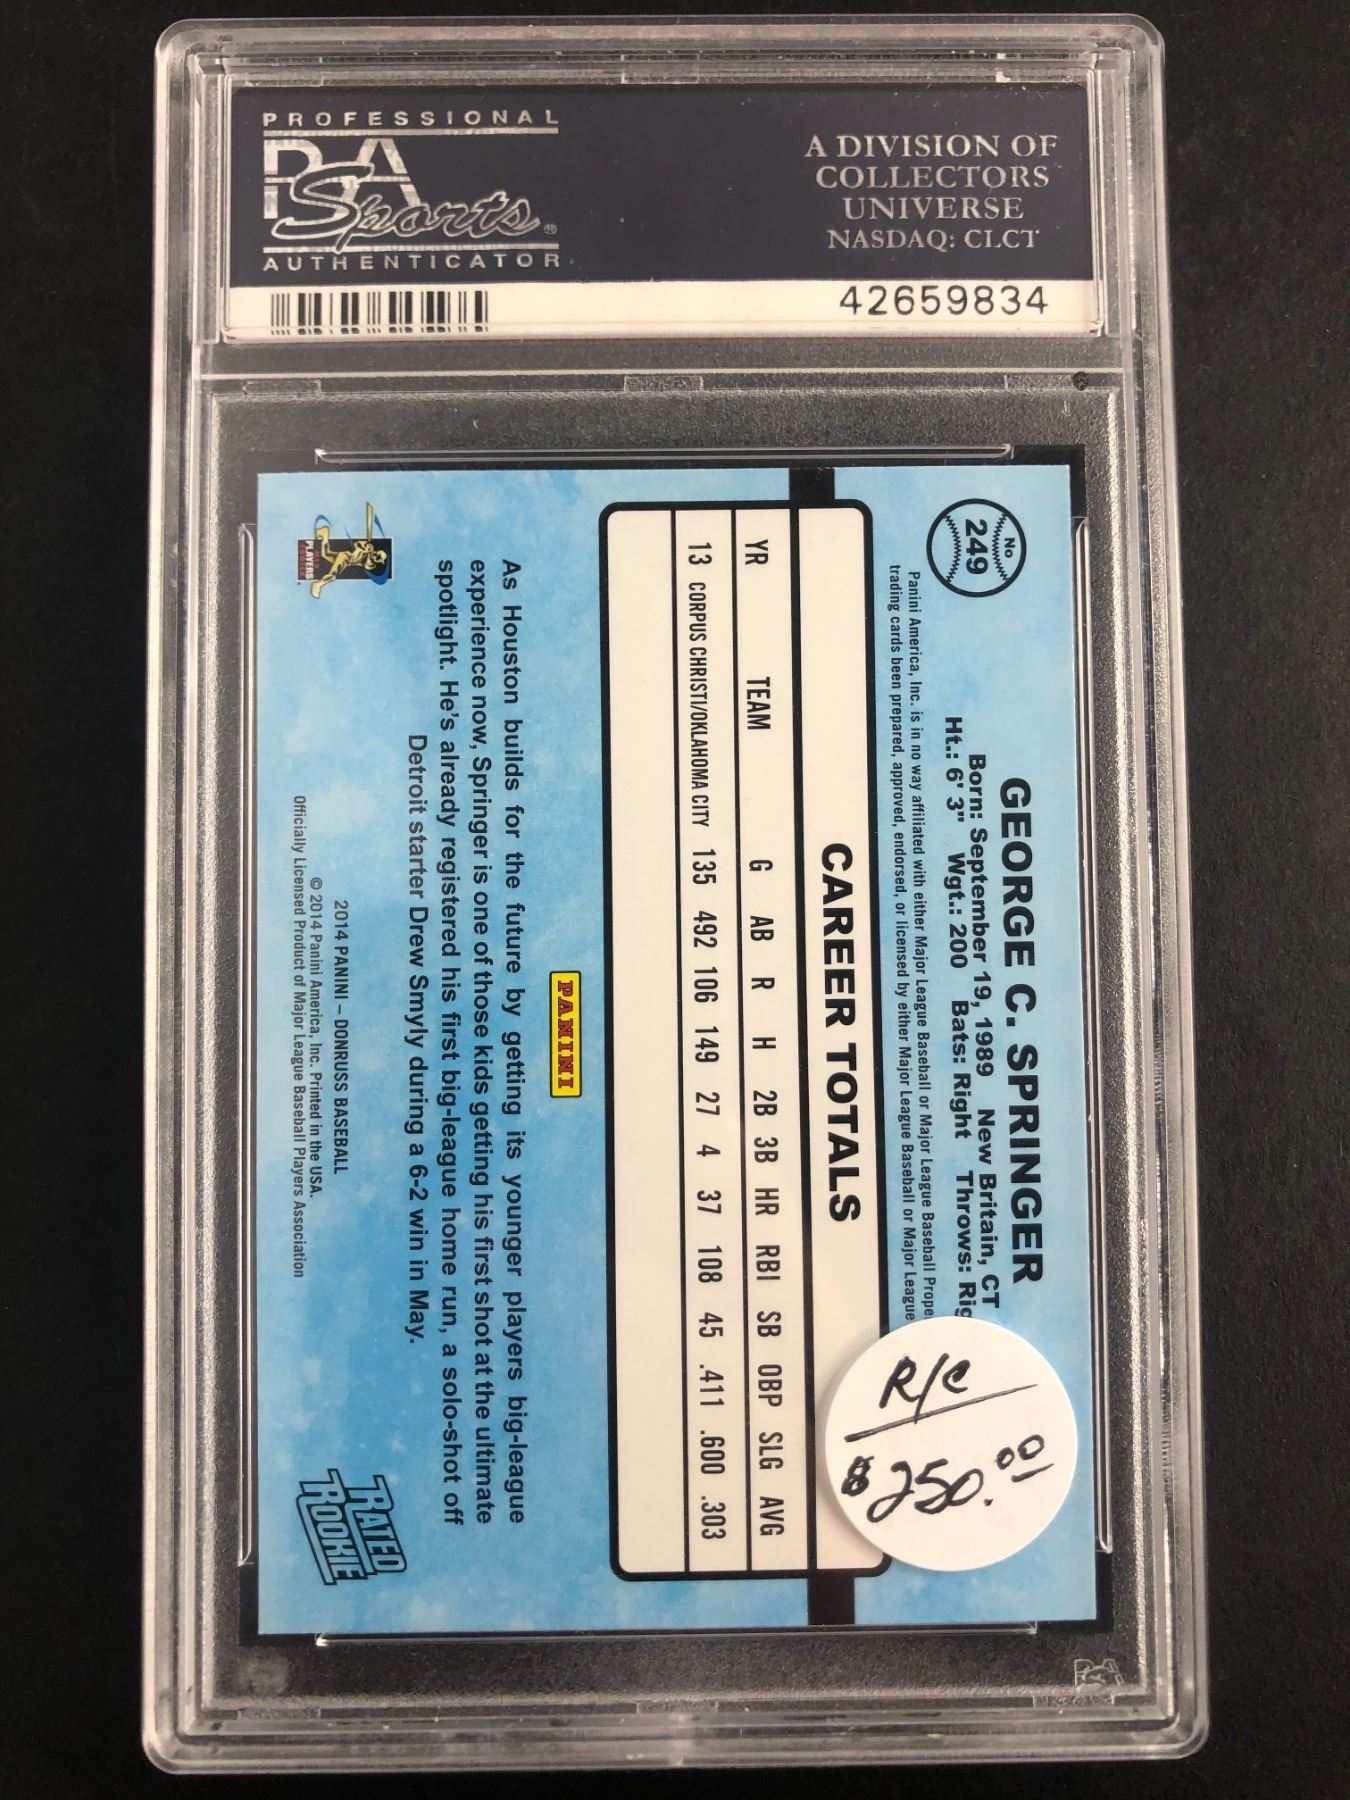 PROFESSIONAL
PSA
Sports®
AUTHENTICATOR
A DIVISION OF
COLLECTORS
UNIVERSE
NASDAQ: CLCT
42659834
No
249
GEORGE C. SPRINGER
Born: September 19, 1989 New Britain, CT
Ht.: 6' 3" Wgt.: 200 Bats: Right Throws: Rig
Panini America, Inc. is in no way affiliated with either Major League Baseball or Major League Baseball Prope
trading cards been prepared, approved, endorsed, or licensed by either Major League Baseball or Major League
R/C
$250.00
CAREER TOTALS
YR TEAM G AB R H 2B 3B HR RBI SB OBP SLG AVG
13 CORPUS CHRISTI/OKLAHOMA CITY 135 492 106 149 27 4 37 108 45 .411 .600 .303
PANINI
As Houston builds for the future by getting its younger players big-league
experience now, Springer is one of those kids getting his first shot at the ultimate
spotlight. He's already registered his first big-league home run, a solo-shot off
Detroit starter Drew Smyly during a 6-2 win in May.
2014 PANINI – DONRUSS BASEBALL
© 2014 Panini America, Inc. Printed in the USA.
Officially Licensed Product of Major League Baseball Players Association
PLAYERS
RATED
ROOKIE